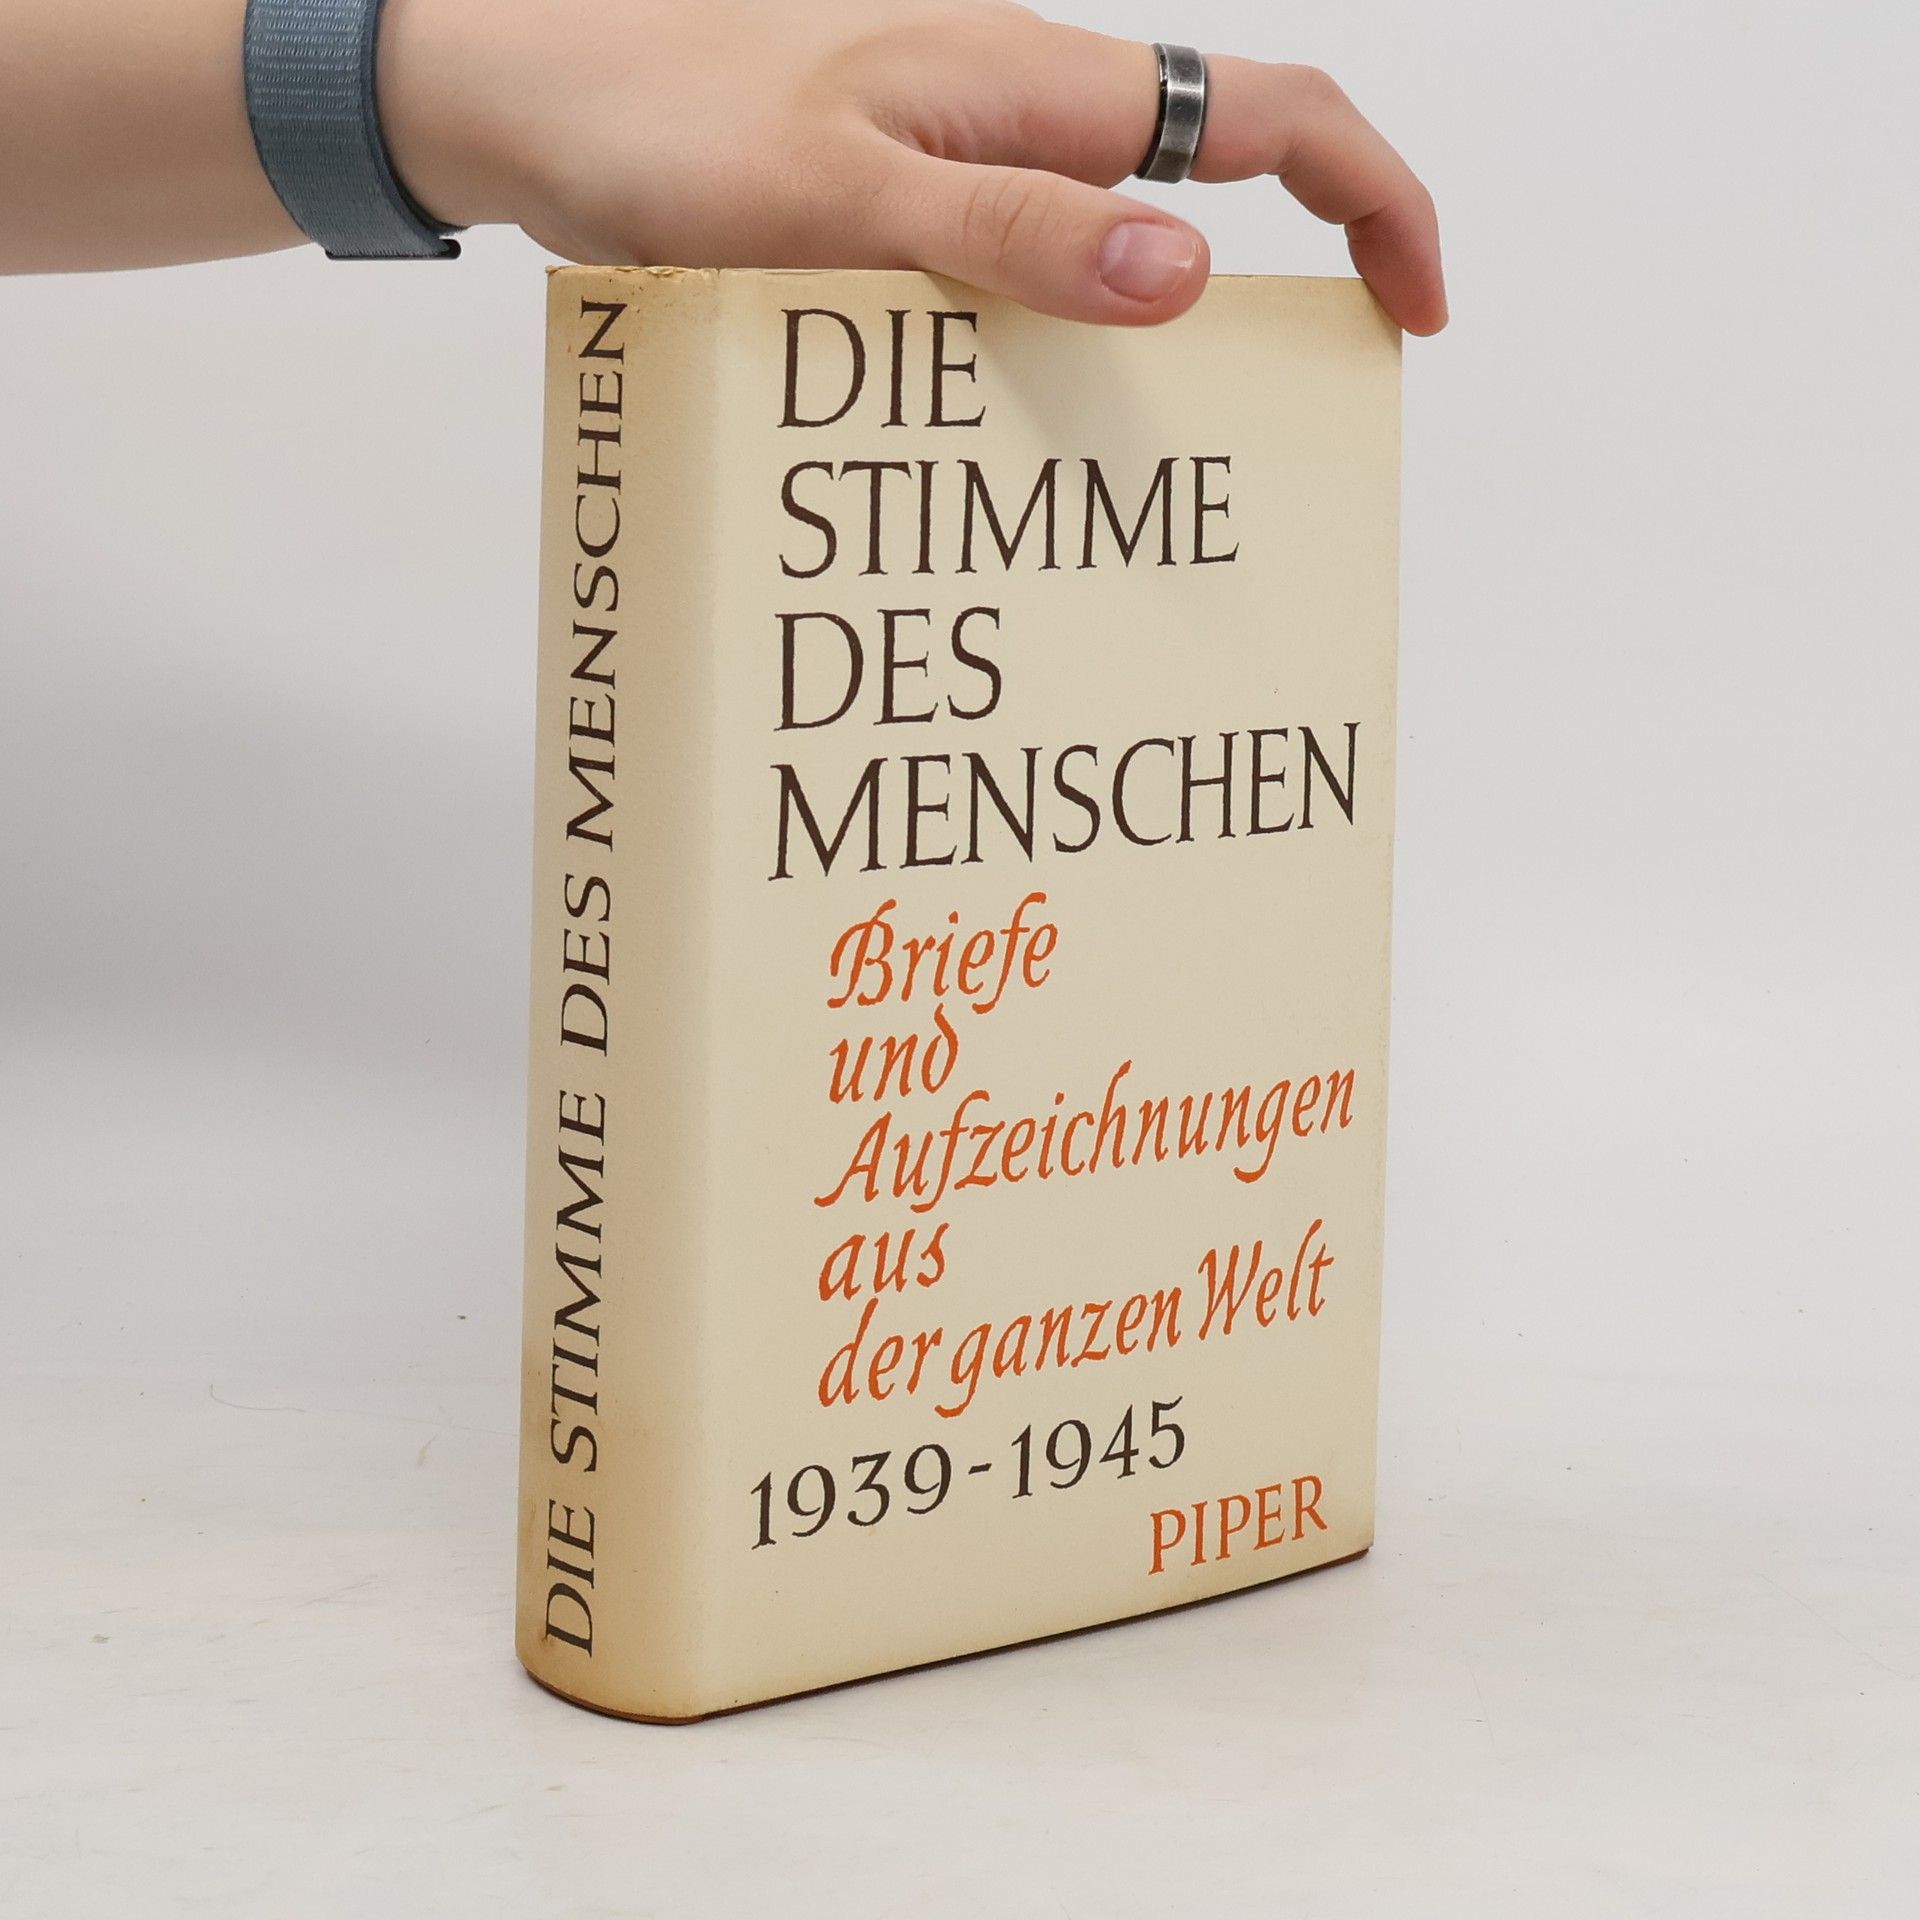 DIE STIMME DES MENSCHEN
DIE
STIMME
DES
MENSCHEN
Briefe
und
Aufzeichnungen
aus
der ganzen Welt
1939-1945
PIPER